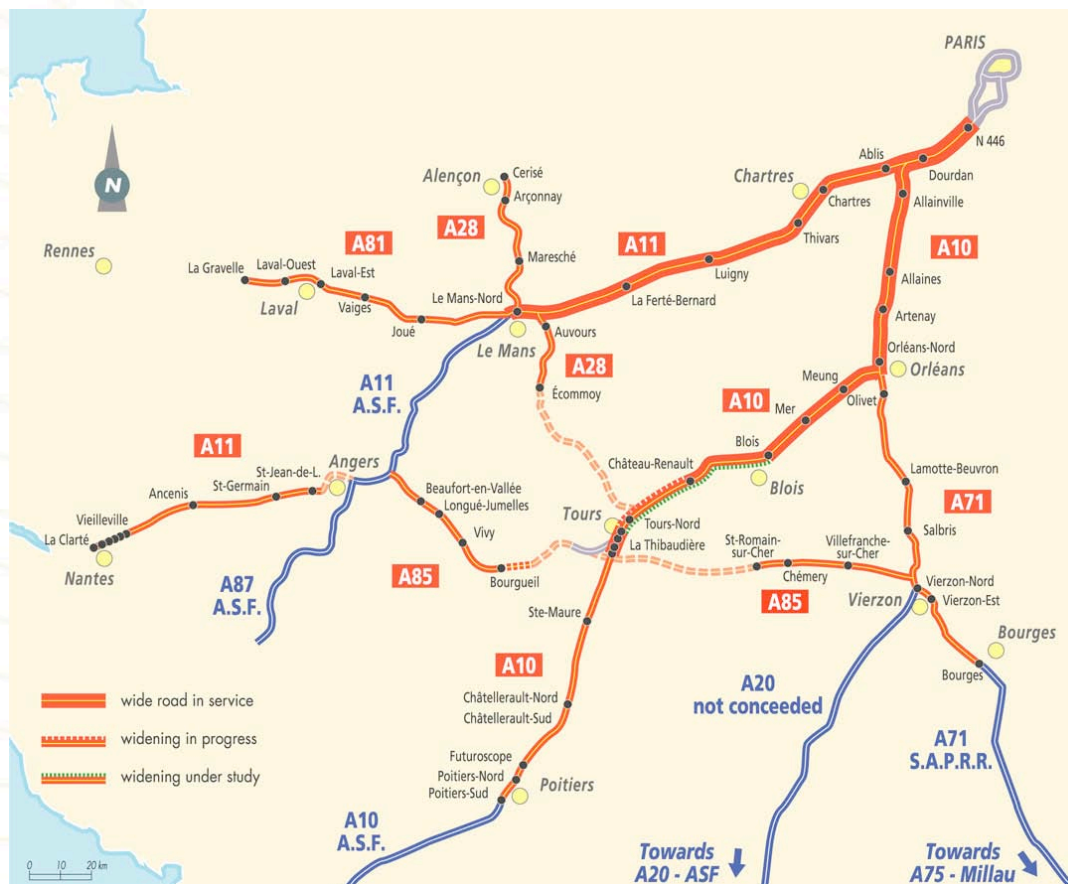 PARIS
N 446
Ablis
Dourdan
Alençon
Cerisé
Arçonnay
Chartres
Chartres
Allainville
N
A28
A81
A11
Thivars
A10
Rennes
Maresché
Luigny
La Gravelle
Laval-Ouest
Laval-Est
Allaines
Laval
Vaiges
Le Mans-Nord
La Ferté-Bernard
Joué
Auvours
Artenay
Le Mans
A28
Orléans-Nord
Orléans
Écommoy
Meung
Olivet
A11
A.S.F.
A10
Mer
A11
Angers
Blois
St-Jean-de-L.
St-Germain
Château-Renault
Lamotte-Beuvron
Ancenis
Beaufort-en-Vallée
Longué-Jumelles
Blois
A71
Vieilleville
La Clarté
Vivy
Tours
Tours-Nord
La Thibaudière
Salbris
St-Romain-
sur-Cher
Villefranche-
sur-Cher
Nantes
A85
Bourgueil
Chémery
A87
A.S.F.
A85
Vierzon-Nord
Vierzon
Vierzon-Est
Ste-Maure
Bourges
A10
Bourges
A20
not conceeded
wide road in service
widening in progress
widening under study
Châtellerault-Nord
Châtellerault-Sud
A71
S.A.P.R.R.
Futuroscope
Poitiers-Nord
Poitiers-Sud
Poitiers
A10
A.S.F.
Towards
A20 - ASF
Towards
A75 - Millau
0 10 20 km